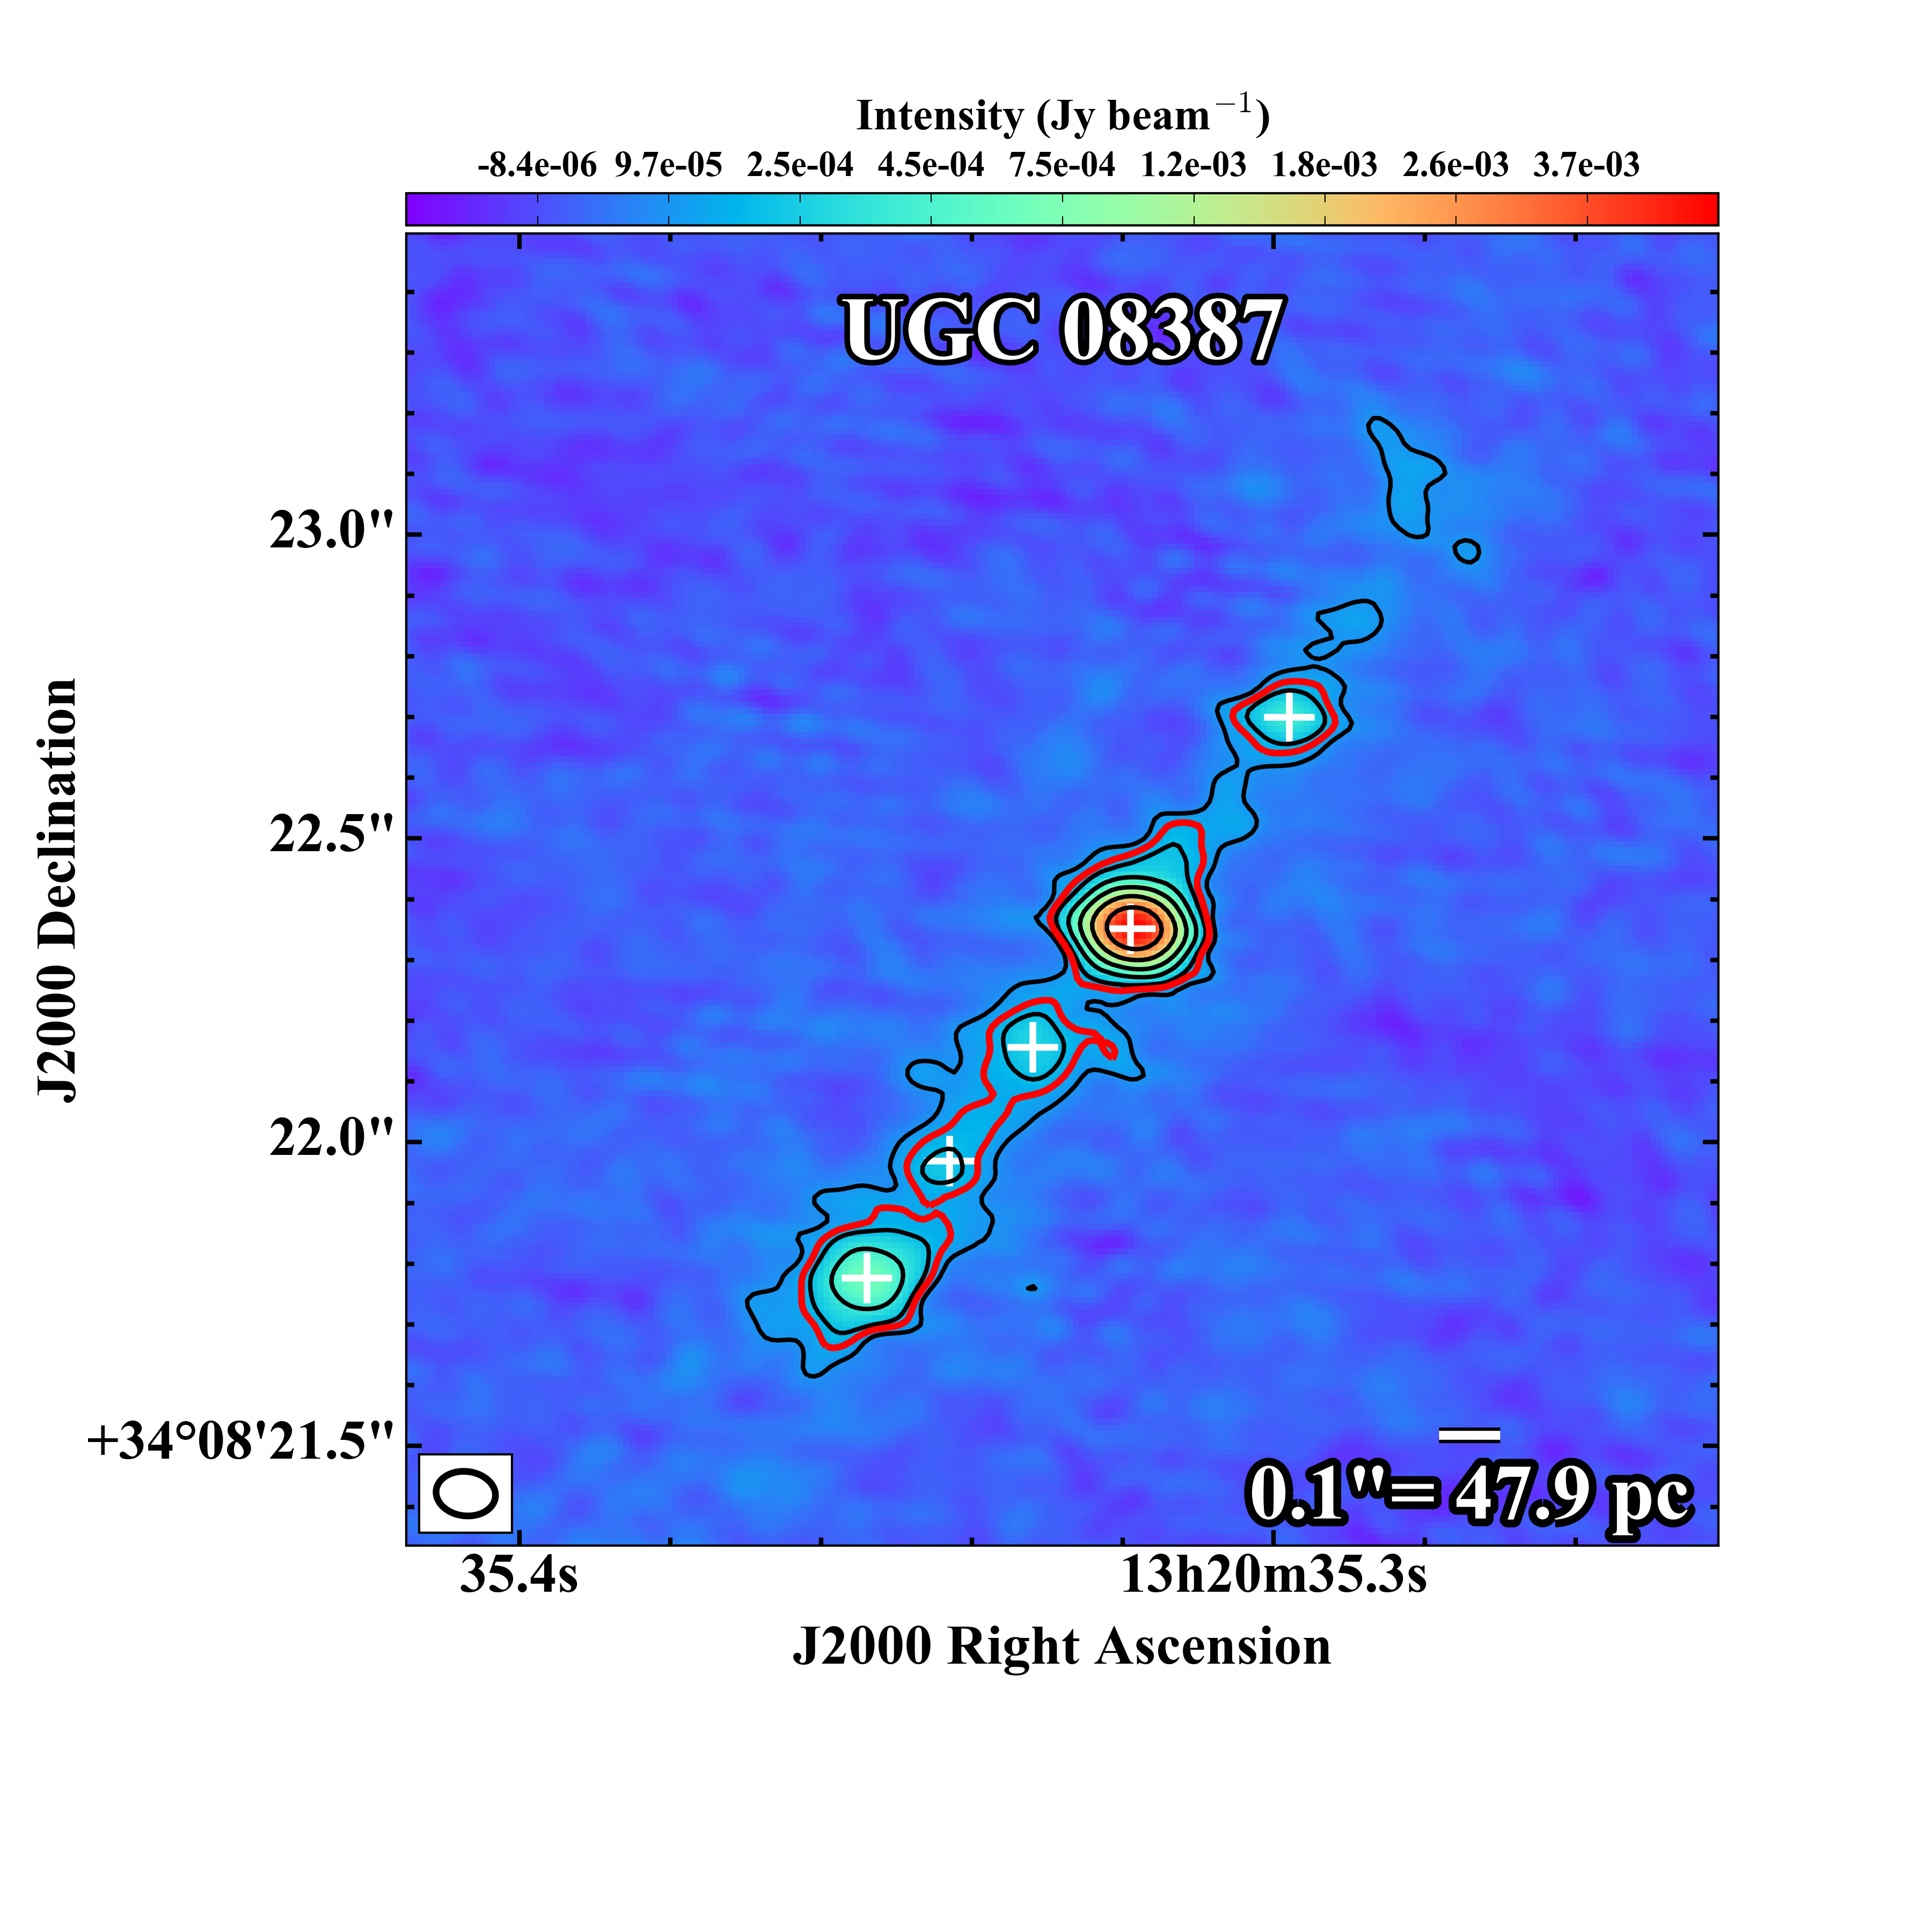 Intensity (Jy beam⁻¹)
-8.4e-06 9.7e-05 2.5e-04 4.5e-04 7.5e-04 1.2e-03 1.8e-03 2.6e-03 3.7e-03
UGC 08387
23.0"
22.5"
22.0"
+34°08'21.5"
J2000 Declination
0.1"= 47.9 pc
35.4s 13h20m35.3s
J2000 Right Ascension